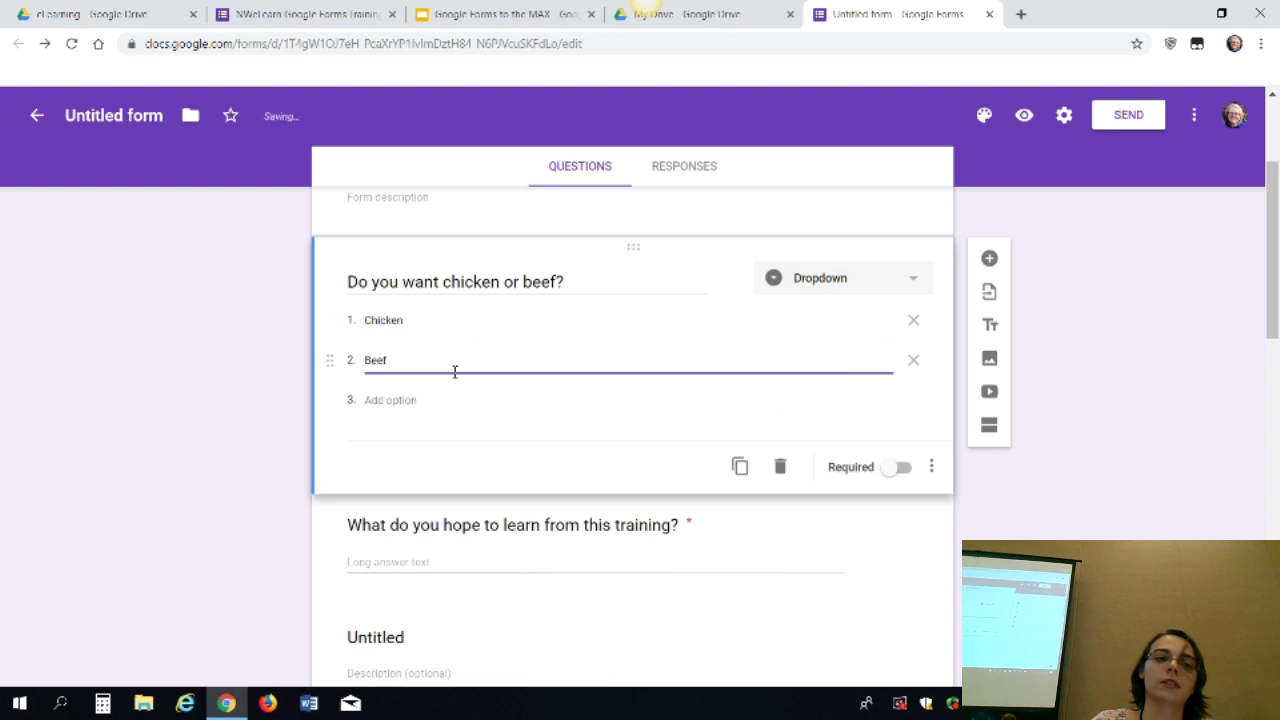 eLearning - Google Drive
NWeLearn Google Forms Training
Google Forms to the MAX - Goo
My Drive - Google Drive
Untitled form - Google Forms
docs.google.com/forms/d/
/edit
Untitled form
Saving...
SEND
QUESTIONS
RESPONSES
Form description
Do you want chicken or beef?
Dropdown
1. Chicken
2. Beef
3. Add option
Required
What do you hope to learn from this training? *
Long answer text
Untitled
Description (optional)